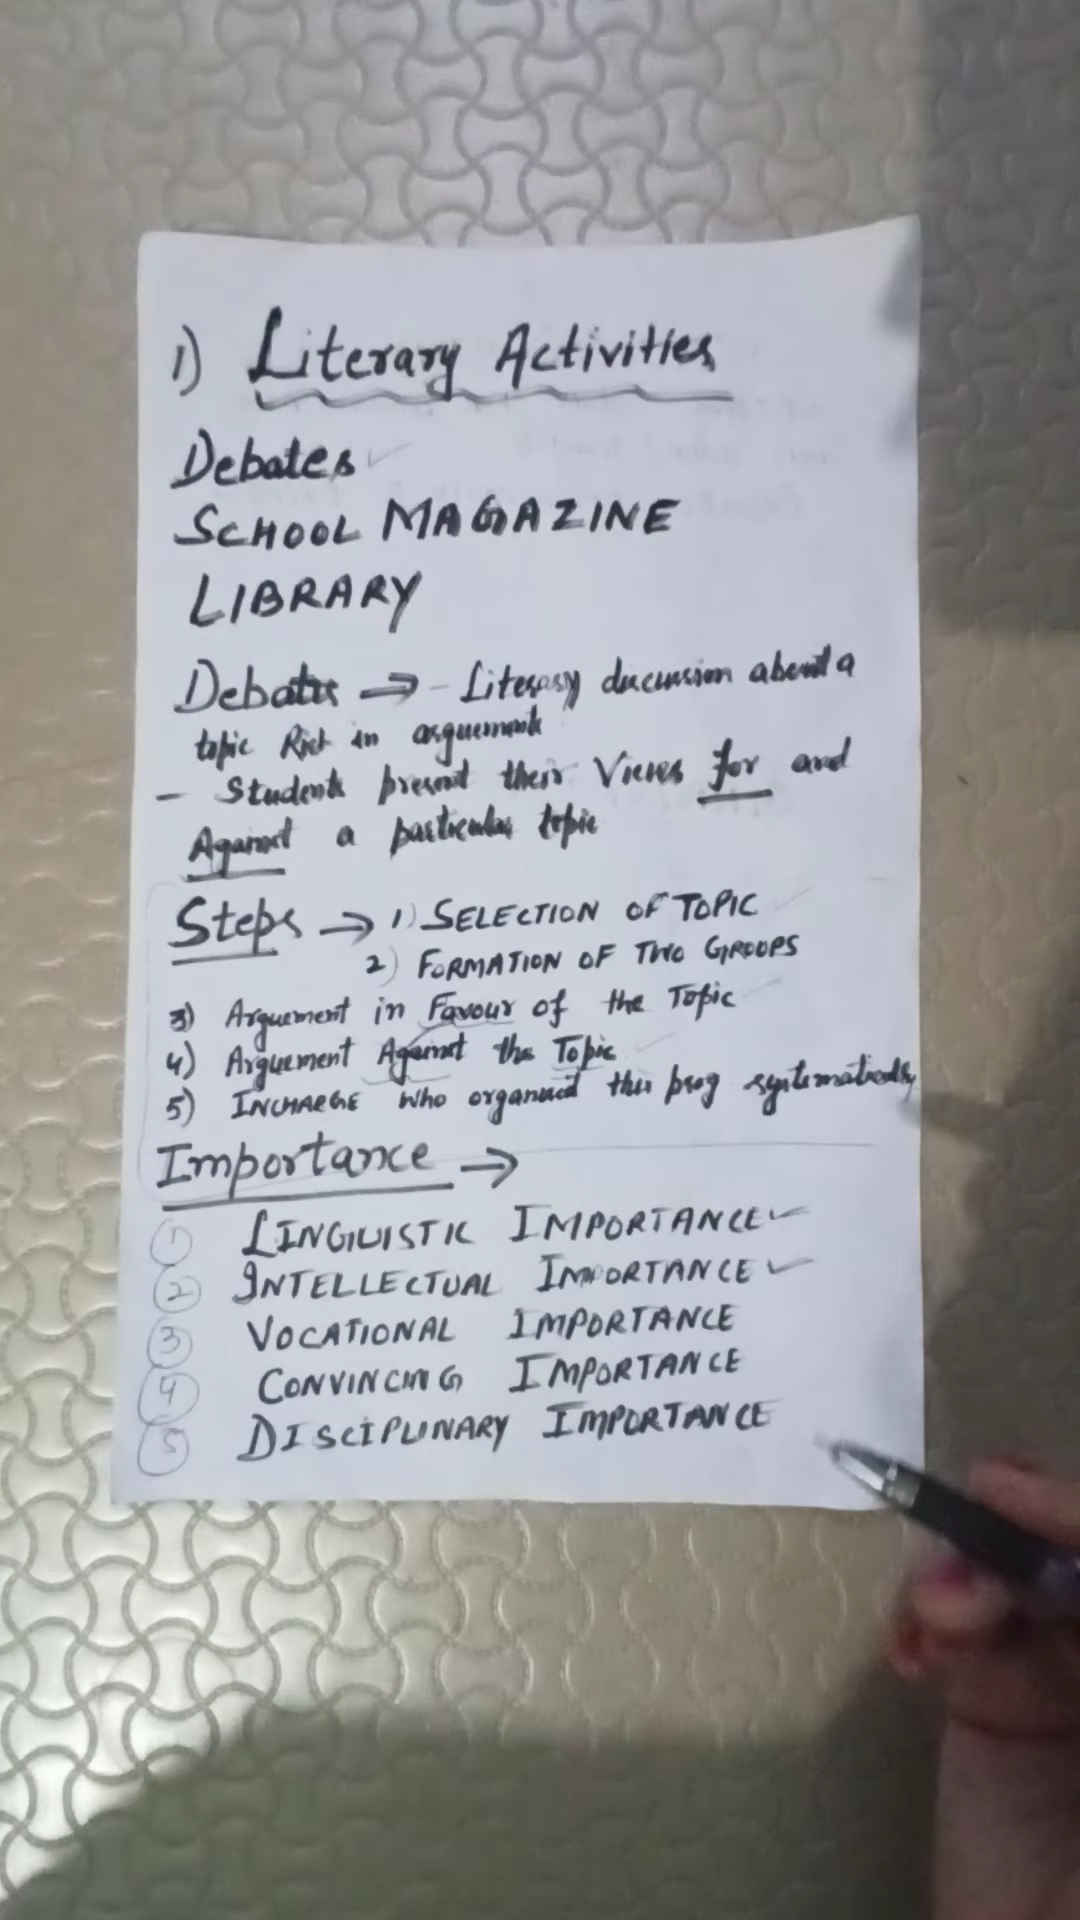 1) Literary Activities
Debates
SCHOOL MAGAZINE
LIBRARY
Debates → - Literary discussion about a
topic Rich in arguements
- Students present their Views for and
Against a particular topic
Steps → 1) SELECTION OF TOPIC
2) FORMATION OF TWO GROUPS
3) Arguement in Favour of the Topic
4) Arguement Against the Topic
5) INCHARGE who organised this prog systematically
Importance →
1 LINGUISTIC IMPORTANCE
2 INTELLECTUAL IMPORTANCE
3 VOCATIONAL IMPORTANCE
4 CONVINCING IMPORTANCE
5 DISCIPLINARY IMPORTANCE